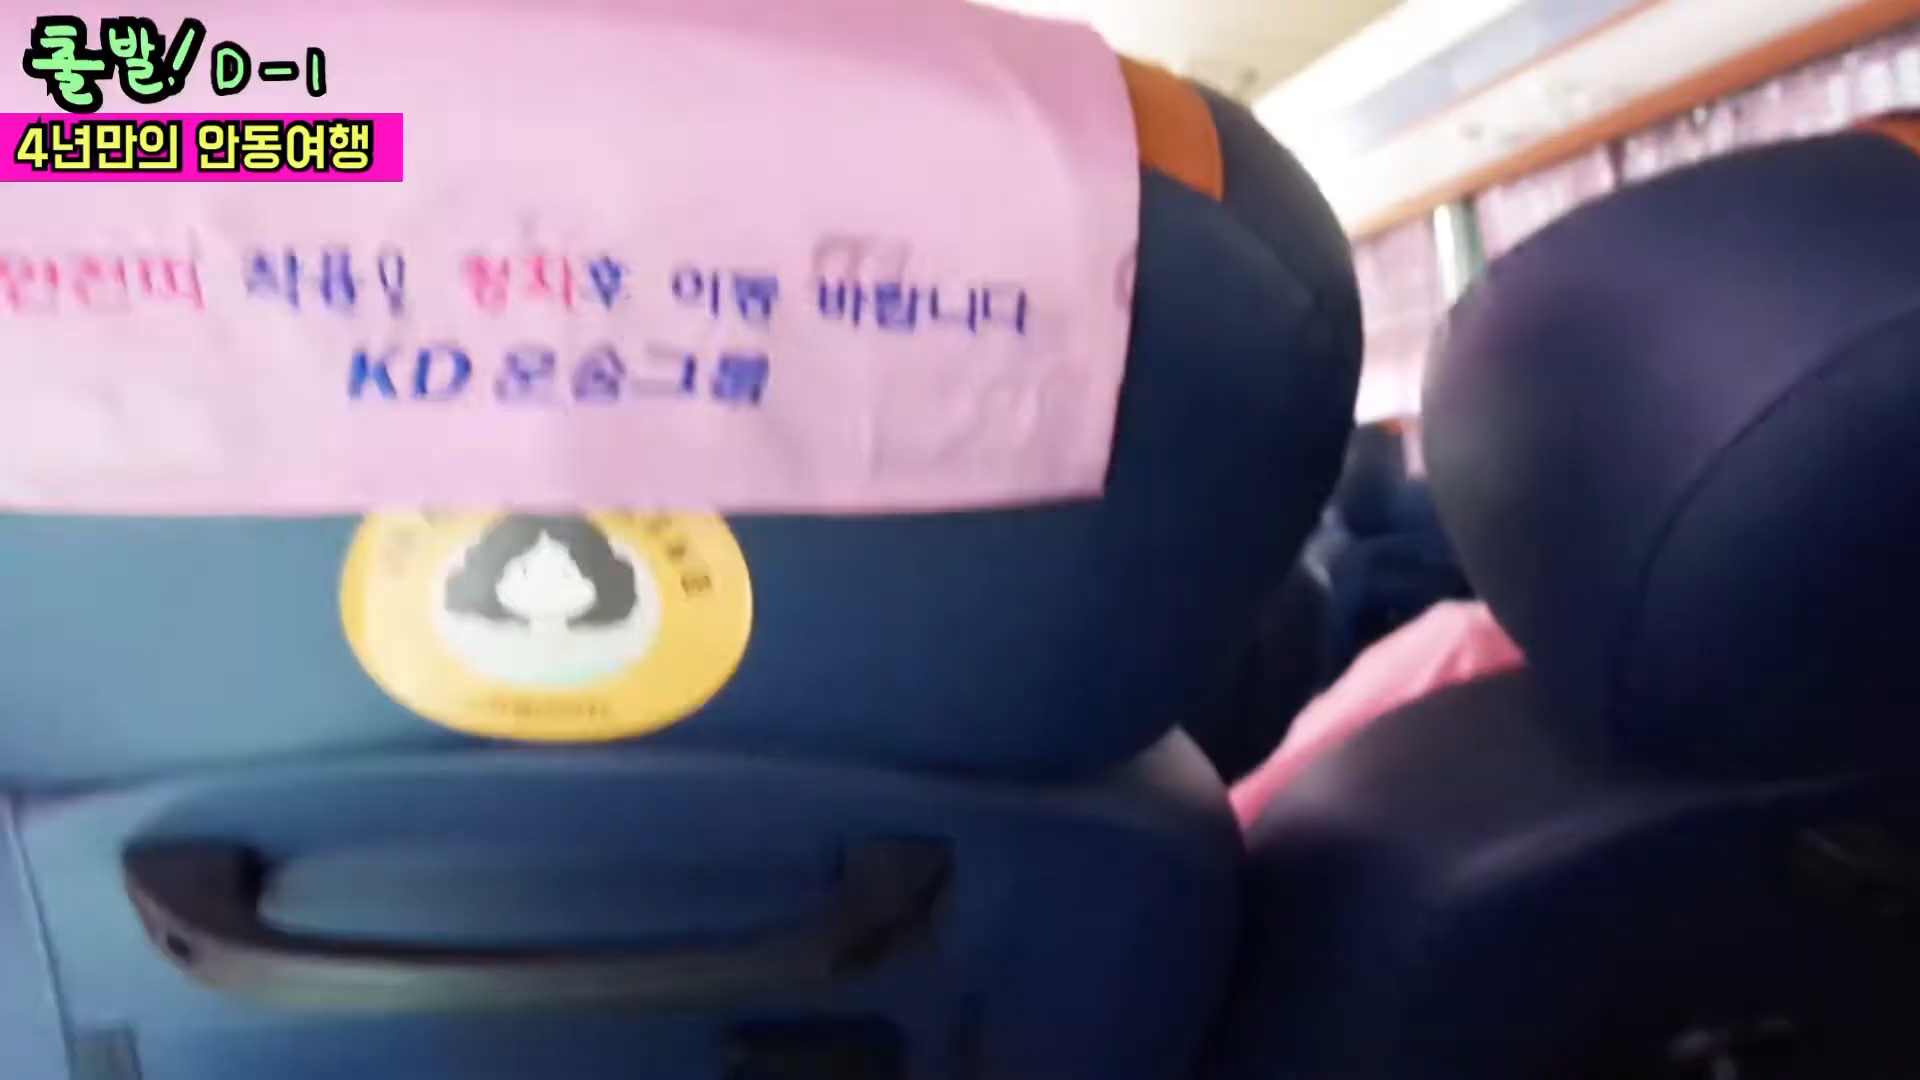 출발! D-1
4년만의 안동여행
안전띠 착용및 정차후 이동 바랍니다
KD 운송그룹